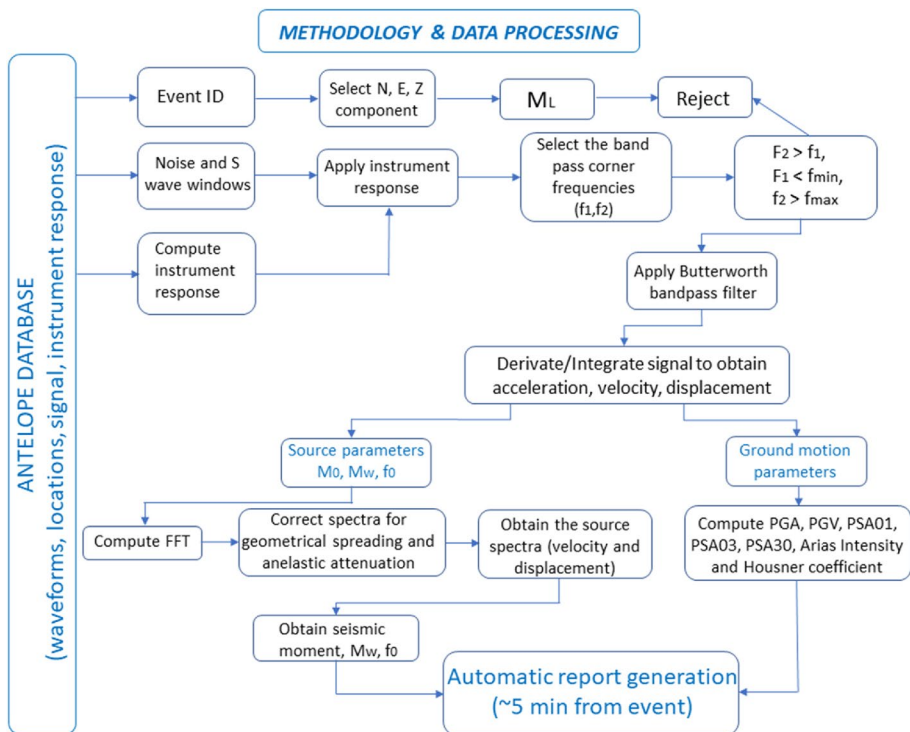 METHODOLOGY & DATA PROCESSING
ANTELOPE DATABASE
(waveforms, locations, signal, instrument response)
Event ID
Select N, E, Z
component
ML
Reject
Noise and S
wave windows
Apply instrument
response
Select the band
pass corner
frequencies
(f1,f2)
F2 > f1,
F1 < fmin,
f2 > fmax
Compute
instrument
response
Apply Butterworth
bandpass filter
Derivate/Integrate signal to obtain
acceleration, velocity, displacement
Source parameters
M0, Mw, f0
Ground motion
parameters
Compute FFT
Correct spectra for
geometrical spreading and
anelastic attenuation
Obtain the source
spectra (velocity and
displacement)
Compute PGA, PGV, PSA01,
PSA03, PSA30, Arias Intensity
and Housner coefficient
Obtain seismic
moment, Mw, f0
Automatic report generation
(~5 min from event)